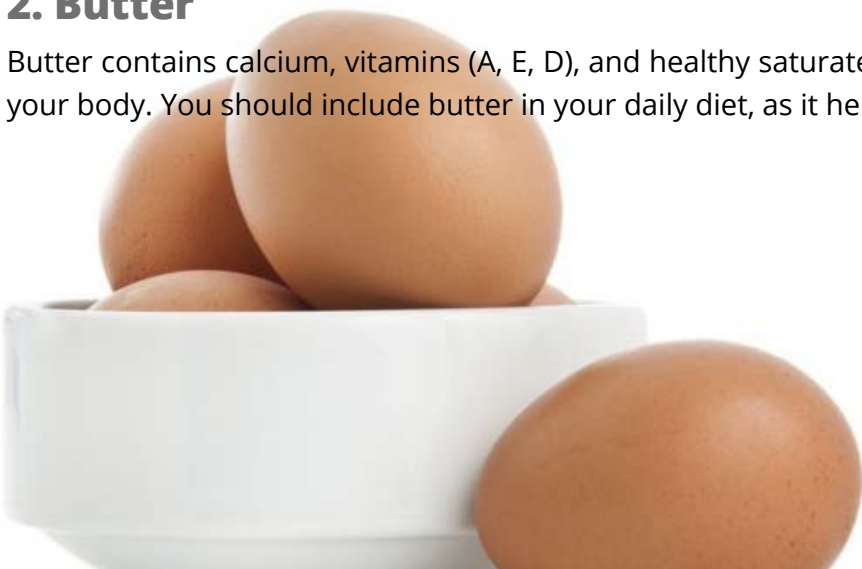 2. Butter
Butter contains calcium, vitamins (A, E, D), and healthy saturate
your body. You should include butter in your daily diet, as it he